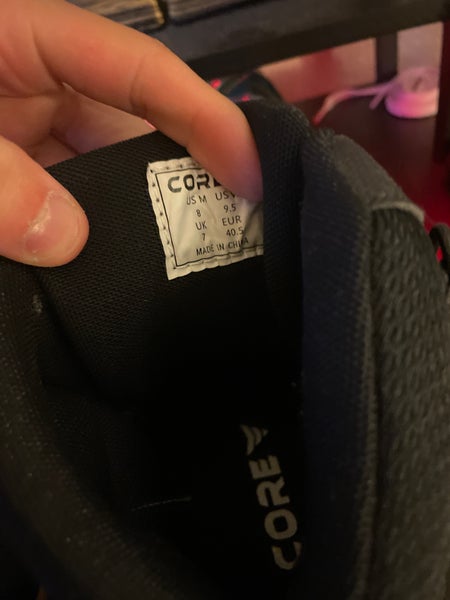 CORE
US M US
8 9.5
UK EUR
7 40.5
MADE IN CHINA
CORE